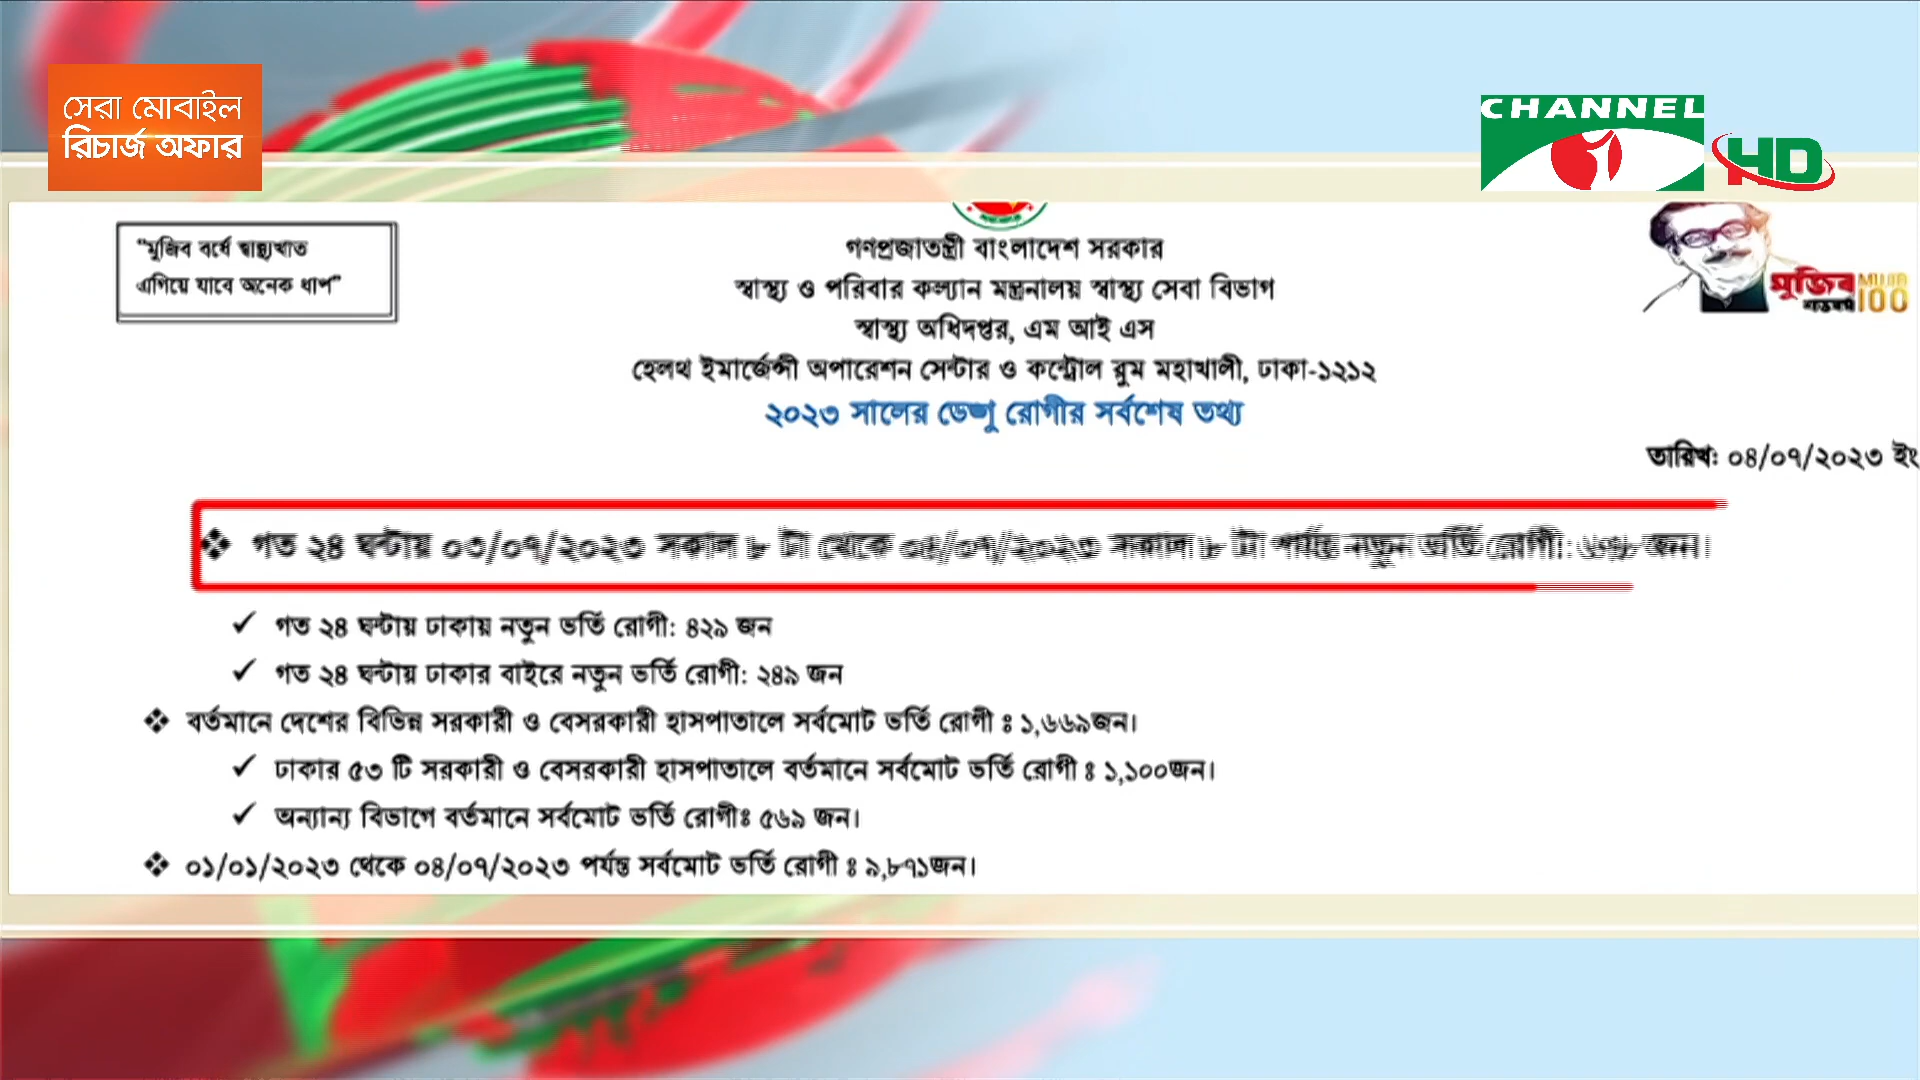 সেরা মোবাইল
রিচার্জ অফার
CHANNEL
HD
"মুজিব বর্ষে স্বাস্থ্যখাত
এগিয়ে যাবে অনেক ধাপ"
গণপ্রজাতন্ত্রী বাংলাদেশ সরকার
স্বাস্থ্য ও পরিবার কল্যান মন্ত্রনালয় স্বাস্থ্য সেবা বিভাগ
স্বাস্থ্য অধিদপ্তর, এম আই এস
হেলথ ইমার্জেন্সী অপারেশন সেন্টার ও কন্ট্রোল রুম মহাখালী, ঢাকা-১২১২
২০২৩ সালের ডেঙ্গু রোগীর সর্বশেষ তথ্য
মুজিব
শতবর্ষ
MUJIB
100
তারিখ: ০৪/০৭/২০২৩ ইং
❖ গত ২৪ ঘন্টায় ০৩/০৭/২০২৩ সকাল ৮ টা থেকে ০৪/০৭/২০২৩ সকাল ৮ টা পর্যন্ত নতুন ভর্তি রোগী: ৬৭৮ জন।
✓ গত ২৪ ঘন্টায় ঢাকায় নতুন ভর্তি রোগী: ৪২৯ জন
✓ গত ২৪ ঘন্টায় ঢাকার বাইরে নতুন ভর্তি রোগী: ২৪৯ জন
❖ বর্তমানে দেশের বিভিন্ন সরকারী ও বেসরকারী হাসপাতালে সর্বমোট ভর্তি রোগী ঃ ১,৬৬৯জন।
✓ ঢাকার ৫৩ টি সরকারী ও বেসরকারী হাসপাতালে বর্তমানে সর্বমোট ভর্তি রোগী ঃ ১,১০০জন।
✓ অন্যান্য বিভাগে বর্তমানে সর্বমোট ভর্তি রোগীঃ ৫৬৯ জন।
❖ ০১/০১/২০২৩ থেকে ০৪/০৭/২০২৩ পর্যন্ত সর্বমোট ভর্তি রোগী ঃ ৯,৮৭১জন।